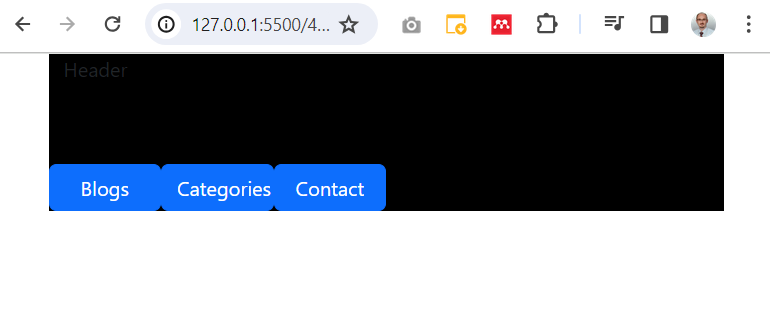 127.0.0.1:5500/4...
Header
Blogs Categories Contact